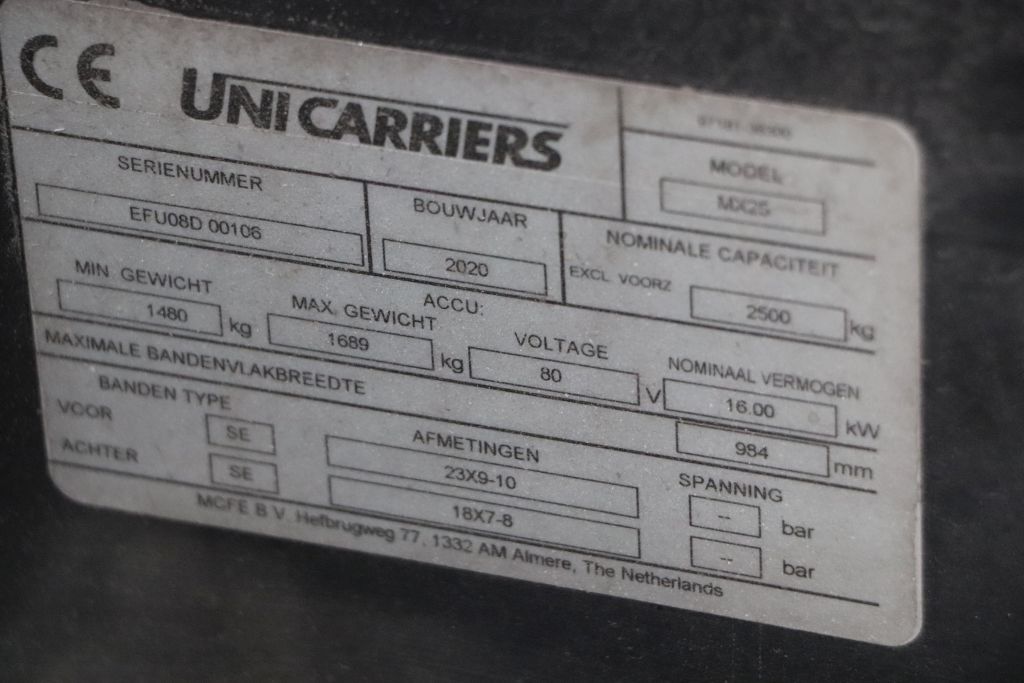 CE UNICARRIERS
MODEL
MX25
SERIENUMMER
EFU08D 00106
BOUWJAAR
2020
NOMINALE CAPACITEIT
EXCL. VOORZ
2500 kg
ACCU:
MIN. GEWICHT
1480 kg
MAX. GEWICHT
1689 kg
VOLTAGE
80 V
NOMINAAL VERMOGEN
16.00 kW
MAXIMALE BANDENVLAKBREEDTE
984 mm
BANDEN TYPE
AFMETINGEN
SPANNING
VOOR SE 23X9-10 -- bar
ACHTER SE 18X7-8 -- bar
MCFE B.V. Hefbrugweg 77, 1332 AM Almere, The Netherlands